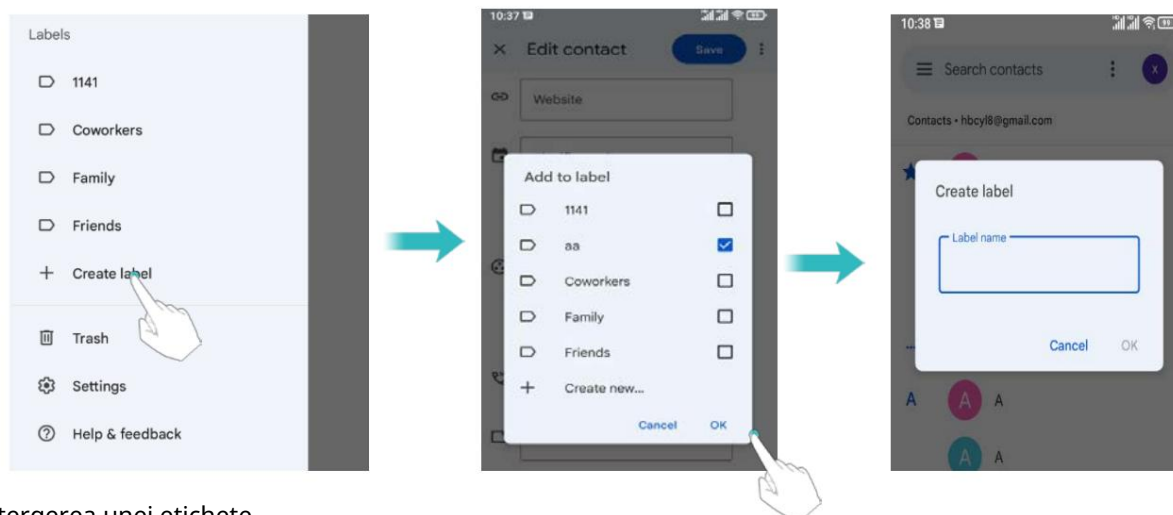 Labels
1141
Coworkers
Family
Friends
Create label
Trash
Settings
Help & feedback
10:37
Edit contact
Save
Website
Add to label
1141
aa
Coworkers
Family
Friends
Create new...
Cancel OK
10:38
Search contacts
X
Contacts • hbcyl8@gmail.com
Create label
Label name
Cancel OK
A A A
A A
unei etichete